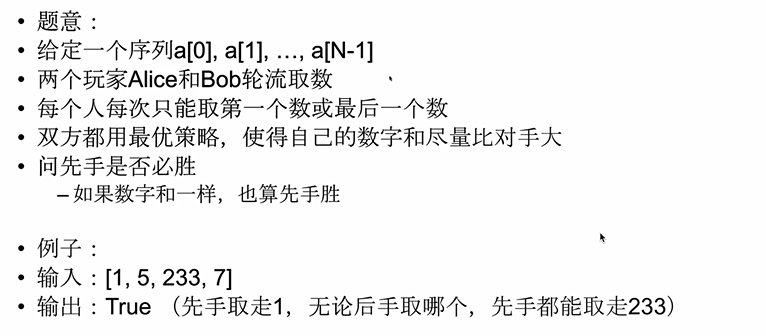 • 题意：
• 给定一个序列a[0], a[1], …, a[N-1]
• 两个玩家Alice和Bob轮流取数
• 每个人每次只能取第一个数或最后一个数
• 双方都用最优策略，使得自己的数字和尽量比对手大
• 问先手是否必胜
– 如果数字和一样，也算先手胜
• 例子：
• 输入：[1, 5, 233, 7]
• 输出：True （先手取走1，无论后手取哪个，先手都能取走233）